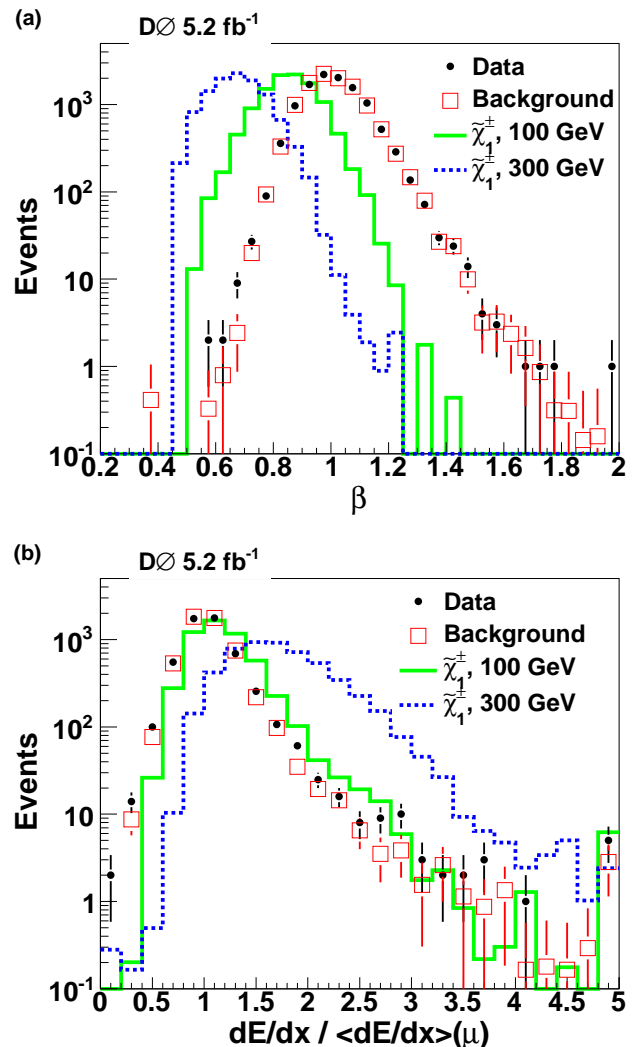 (a)
DØ 5.2 fb⁻¹
Data
Background
χ̃₁±, 100 GeV
χ̃₁±, 300 GeV
Events
10³
10²
10
1
10⁻¹
0.2 0.4 0.6 0.8 1 1.2 1.4 1.6 1.8 2
β
(b)
DØ 5.2 fb⁻¹
Data
Background
χ̃₁±, 100 GeV
χ̃₁±, 300 GeV
Events
10³
10²
10
1
10⁻¹
0 0.5 1 1.5 2 2.5 3 3.5 4 4.5 5
dE/dx / <dE/dx>(μ)